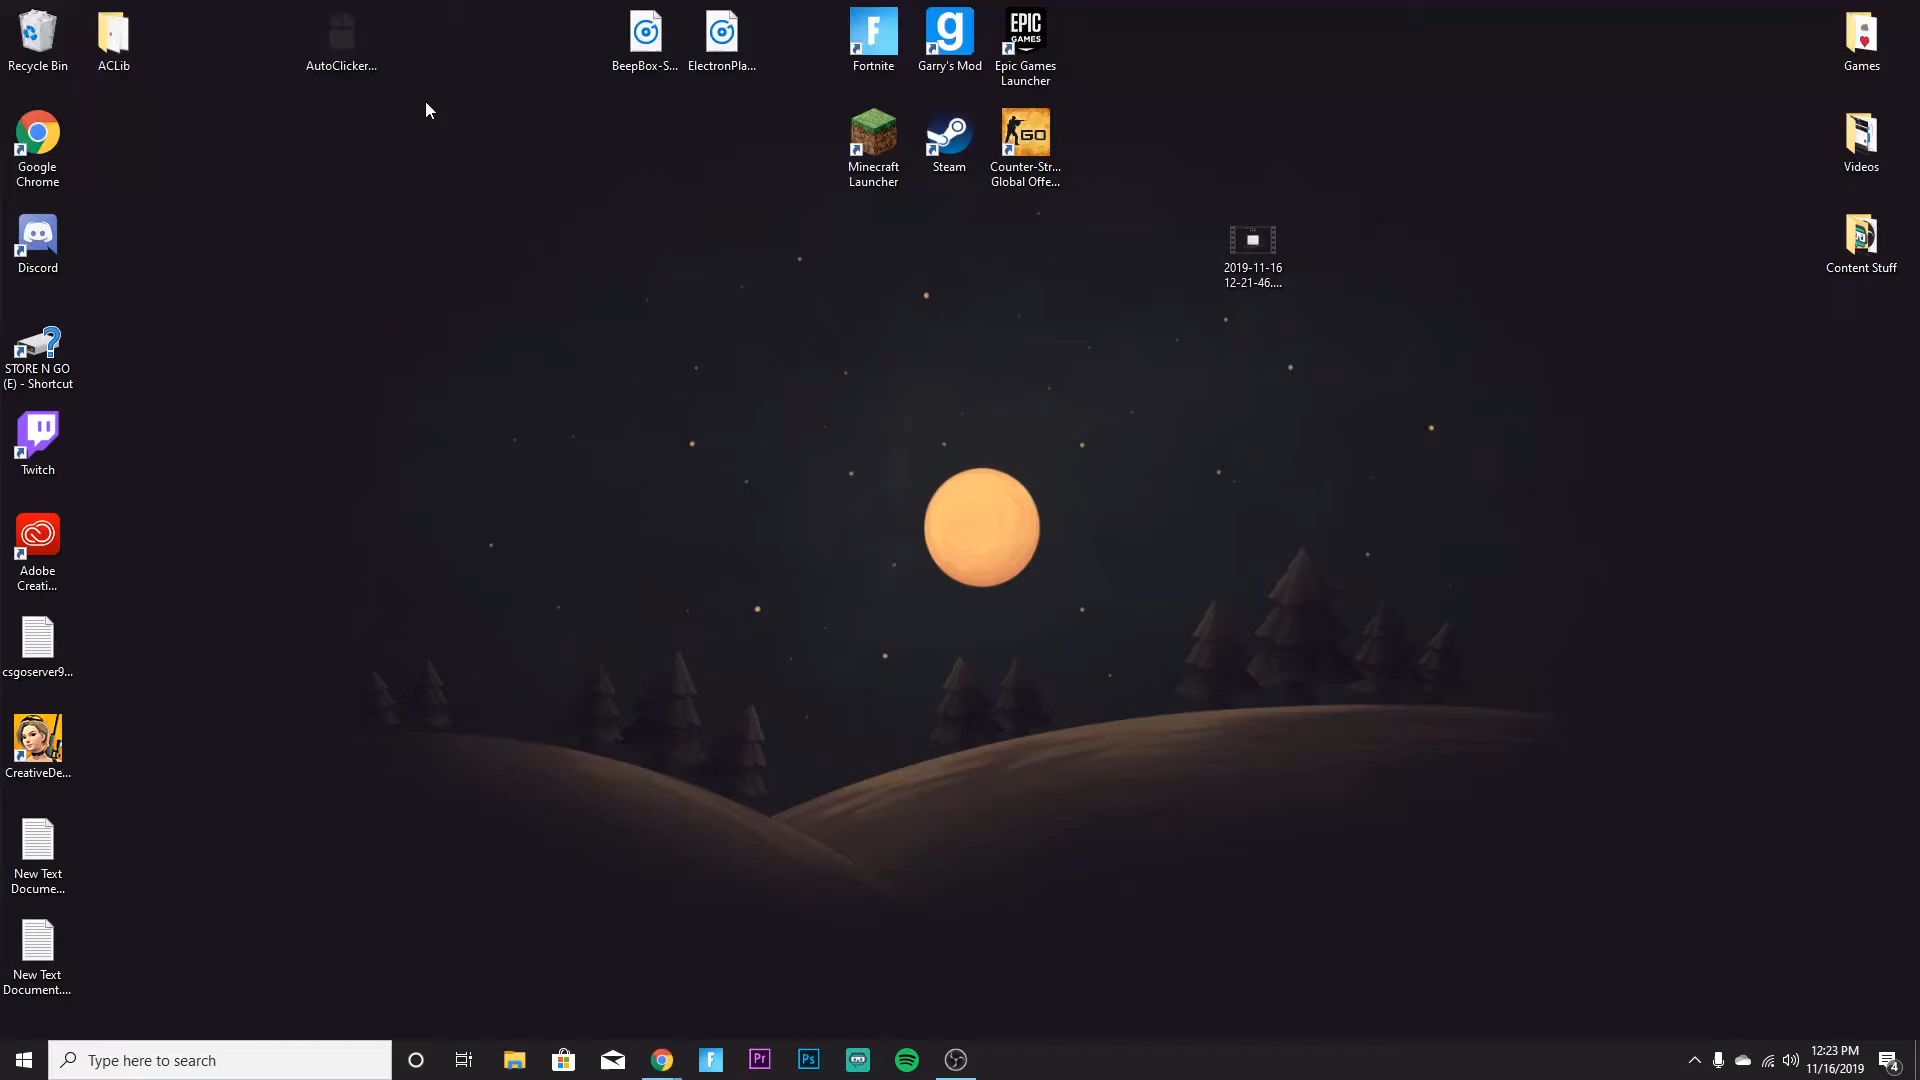 Recycle Bin
ACLib
AutoClicker...
BeepBox-S...
ElectronPla...
Fortnite
Garry's Mod
EPIC
GAMES
Epic Games
Launcher
Games
Google
Chrome
Minecraft
Launcher
Steam
GO
Counter-Str...
Global Offe...
Videos
Discord
2019-11-16
12-21-46....
Content Stuff
STORE N GO
(E) - Shortcut
Twitch
Adobe
Creati...
csgoserver9...
CreativeDe...
New Text
Docume...
New Text
Document....
Type here to search
Pr
Ps
12:23 PM
11/16/2019
4